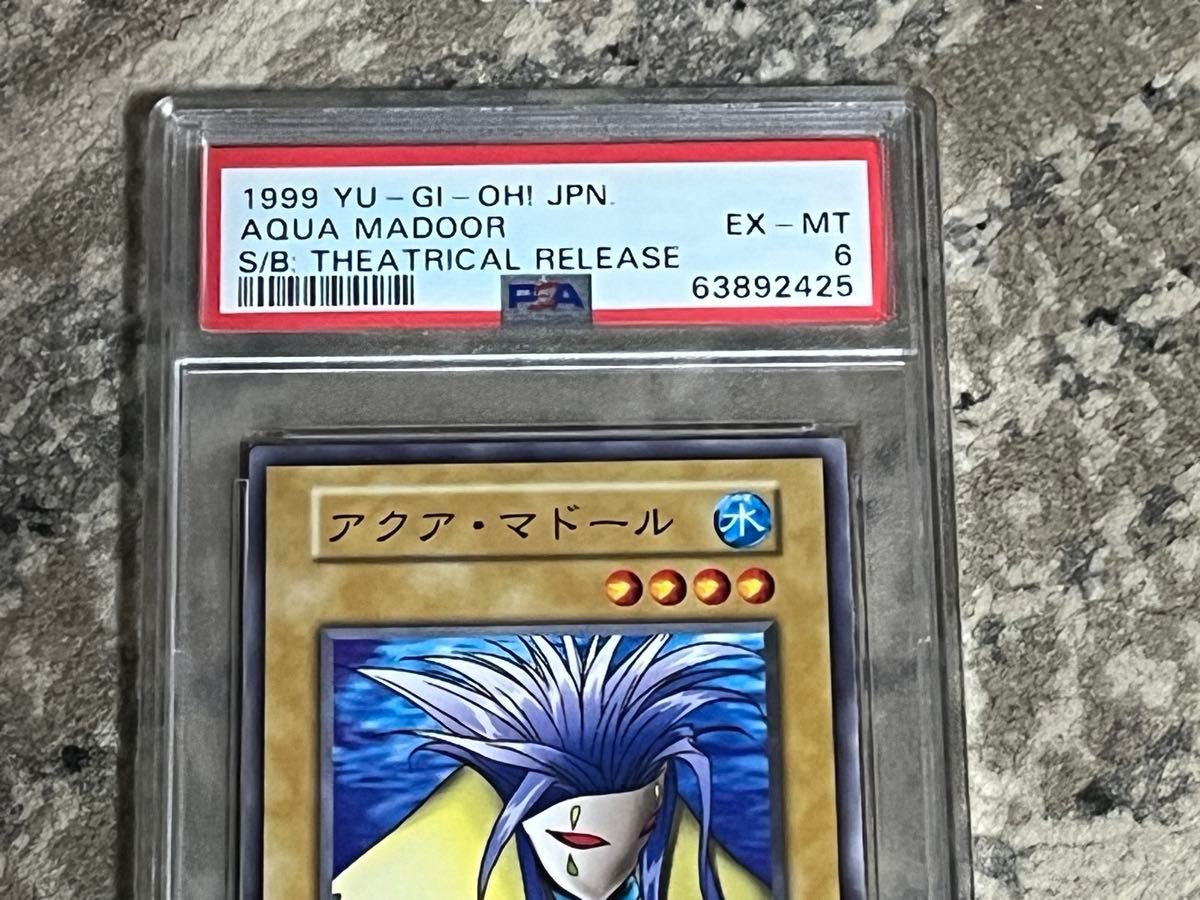 1999 YU-GI-OH! JPN.
AQUA MADOOR
EX-MT
S/B: THEATRICAL RELEASE
6
PSA
63892425
アクア・マドール
水